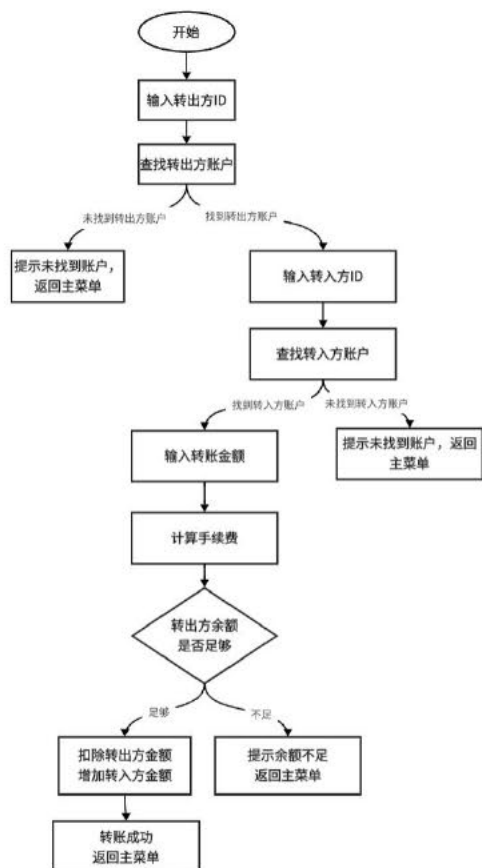 开始
输入转出方ID
查找转出方账户
未找到转出方账户
找到转出方账户
提示未找到账户，
返回主菜单
输入转入方ID
查找转入方账户
找到转入方账户
未找到转入方账户
输入转账金额
提示未找到账户，返回
主菜单
计算手续费
转出方余额
是否足够
足够
不足
扣除转出方金额
增加转入方金额
提示余额不足
返回主菜单
转账成功
返回主菜单